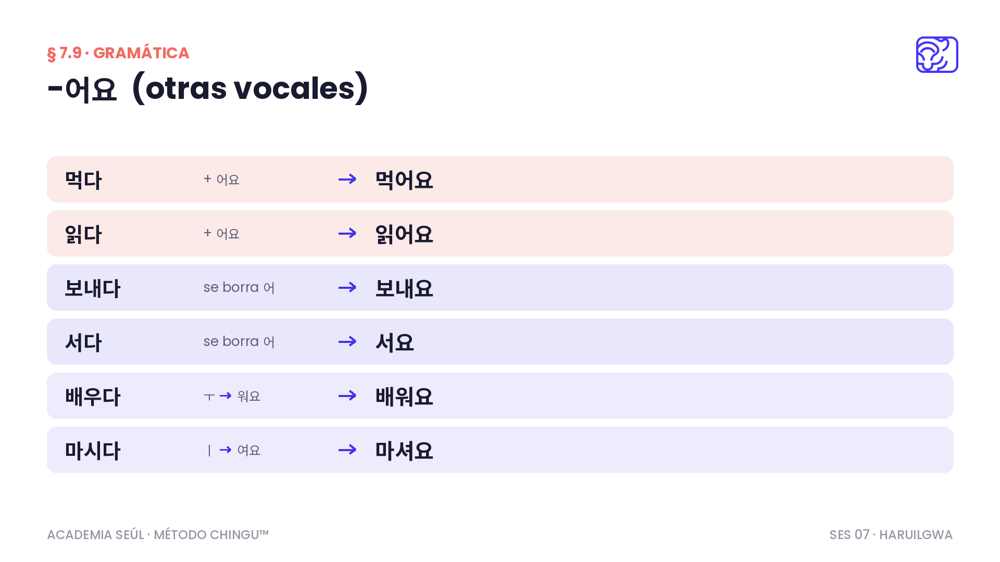 § 7.9 · GRAMÁTICA
-어요 (otras vocales)
먹다 + 어요 → 먹어요
읽다 + 어요 → 읽어요
보내다 se borra 어 → 보내요
서다 se borra 어 → 서요
배우다 ㅜ → 워요 → 배워요
마시다 ㅣ → 여요 → 마셔요
ACADEMIA SEÚL · MÉTODO CHINGU™
SES 07 · HARUILGWA